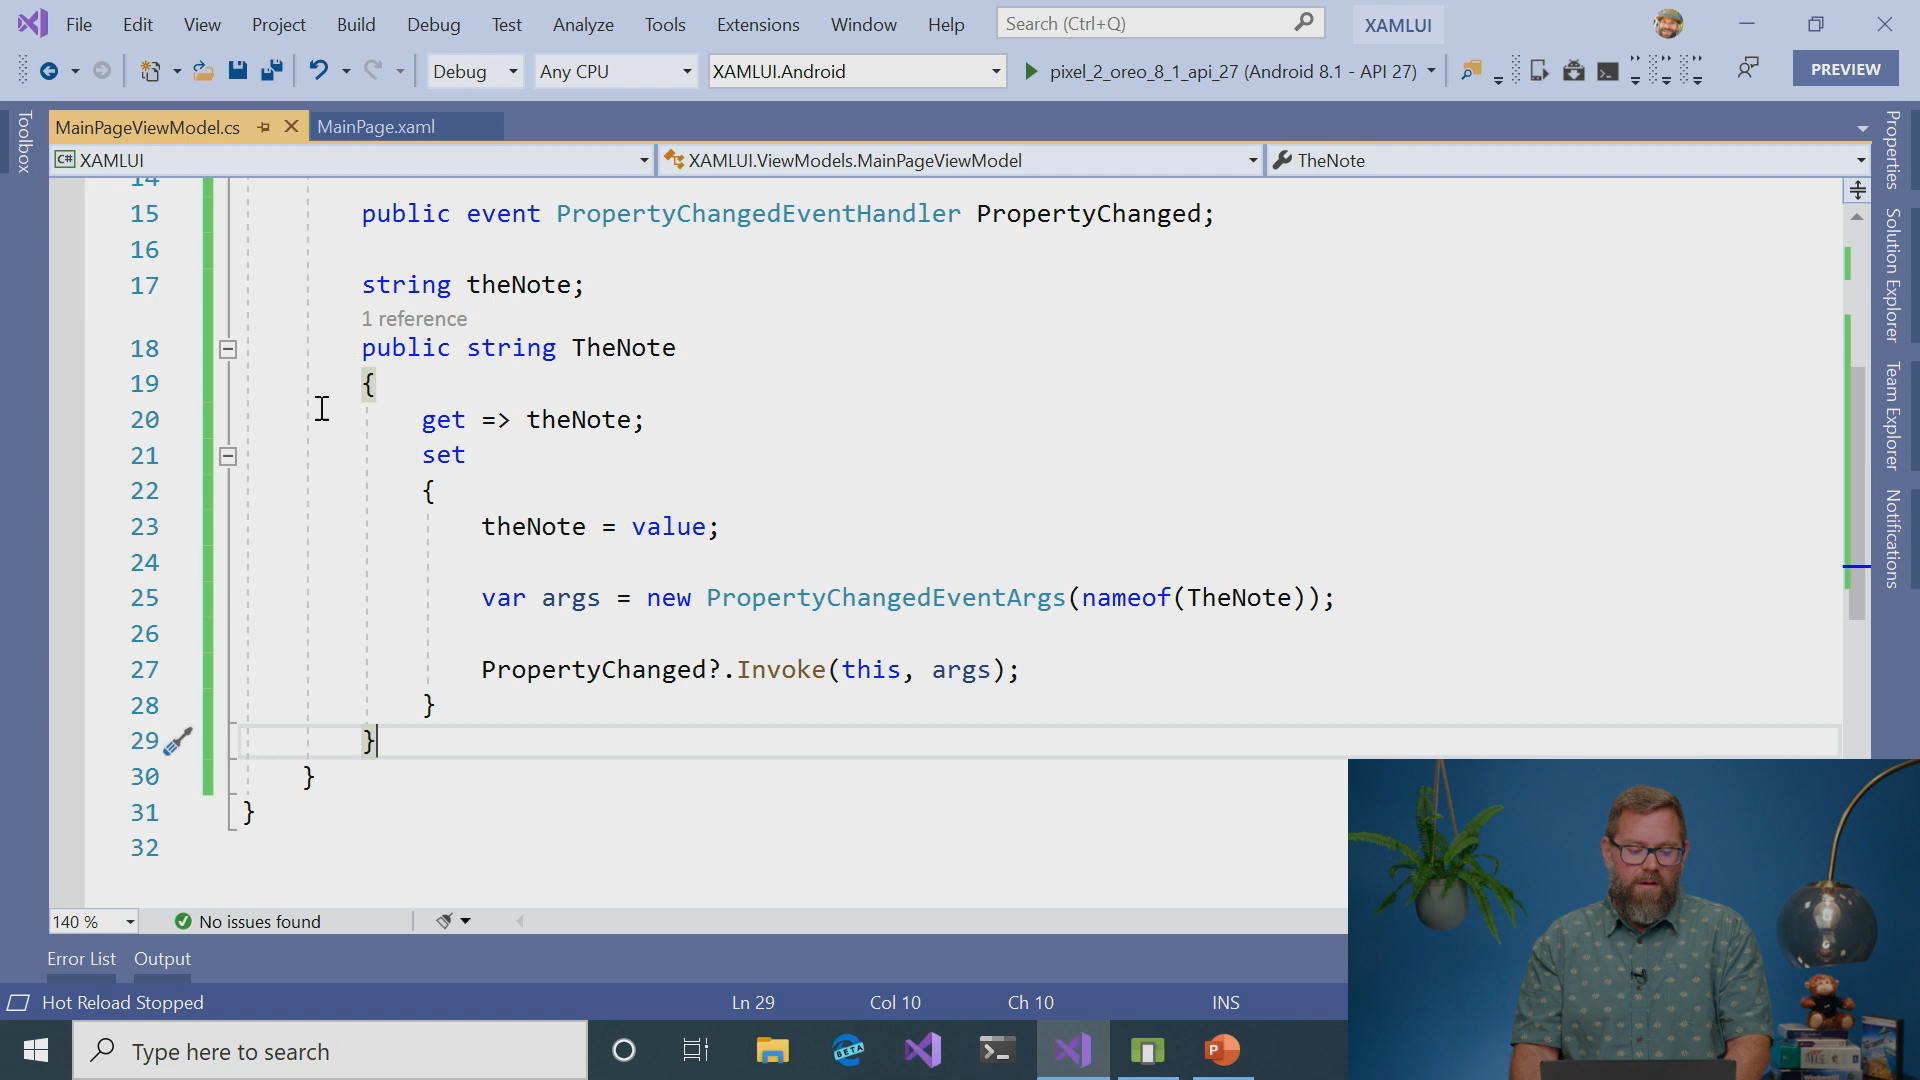 File Edit View Project Build Debug Test Analyze Tools Extensions Window Help Search (Ctrl+Q) XAMLUI
Debug Any CPU XAMLUI.Android pixel_2_oreo_8_1_api_27 (Android 8.1 - API 27) PREVIEW
Toolbox
MainPageViewModel.cs MainPage.xaml
C# XAMLUI XAMLUI.ViewModels.MainPageViewModel TheNote
14
15 public event PropertyChangedEventHandler PropertyChanged;
16
17 string theNote;
1 reference
18 public string TheNote
19 {
20 get => theNote;
21 set
22 {
23 theNote = value;
24
25 var args = new PropertyChangedEventArgs(nameof(TheNote));
26
27 PropertyChanged?.Invoke(this, args);
28 }
29 }
30 }
31 }
32
Properties
Solution Explorer
Team Explorer
Notifications
140 % No issues found
Error List Output
Hot Reload Stopped Ln 29 Col 10 Ch 10 INS
Type here to search BETA